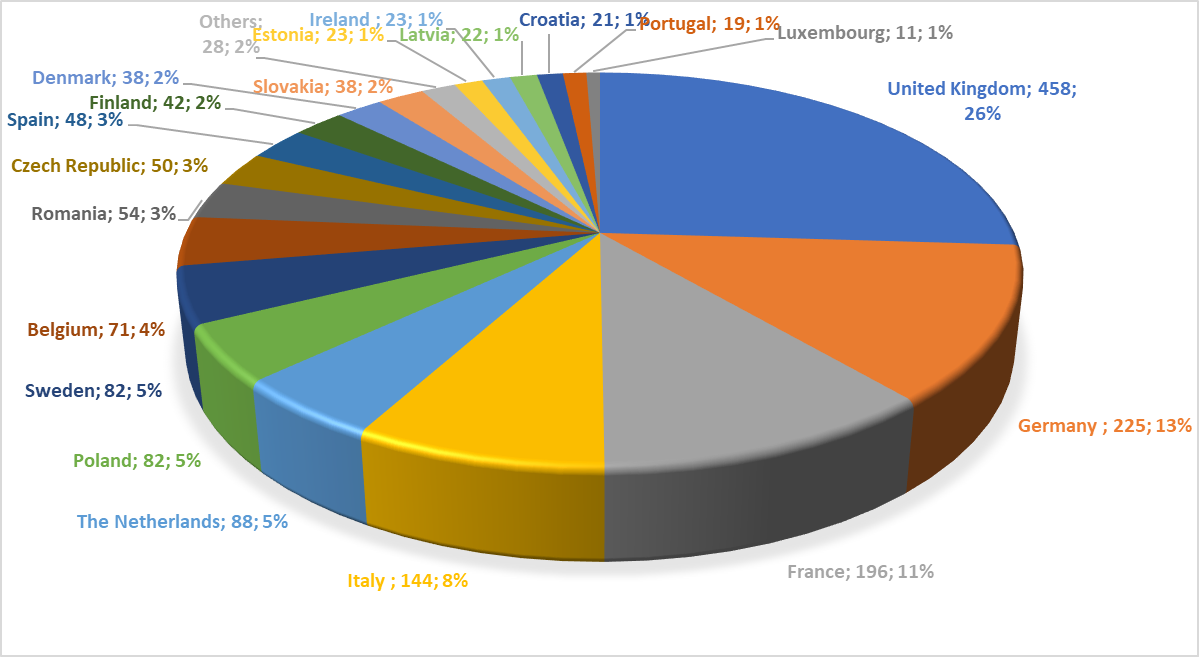 Others;
28; 2%
Ireland ; 23; 1%
Croatia; 21; 1%
Portugal; 19; 1%
Estonia; 23; 1%
Latvia; 22; 1%
Luxembourg; 11; 1%
Denmark; 38; 2%
Slovakia; 38; 2%
United Kingdom; 458;
26%
Finland; 42; 2%
Spain; 48; 3%
Czech Republic; 50; 3%
Romania; 54; 3%
Belgium; 71; 4%
Sweden; 82; 5%
Germany ; 225; 13%
Poland; 82; 5%
The Netherlands; 88; 5%
France; 196; 11%
Italy ; 144; 8%